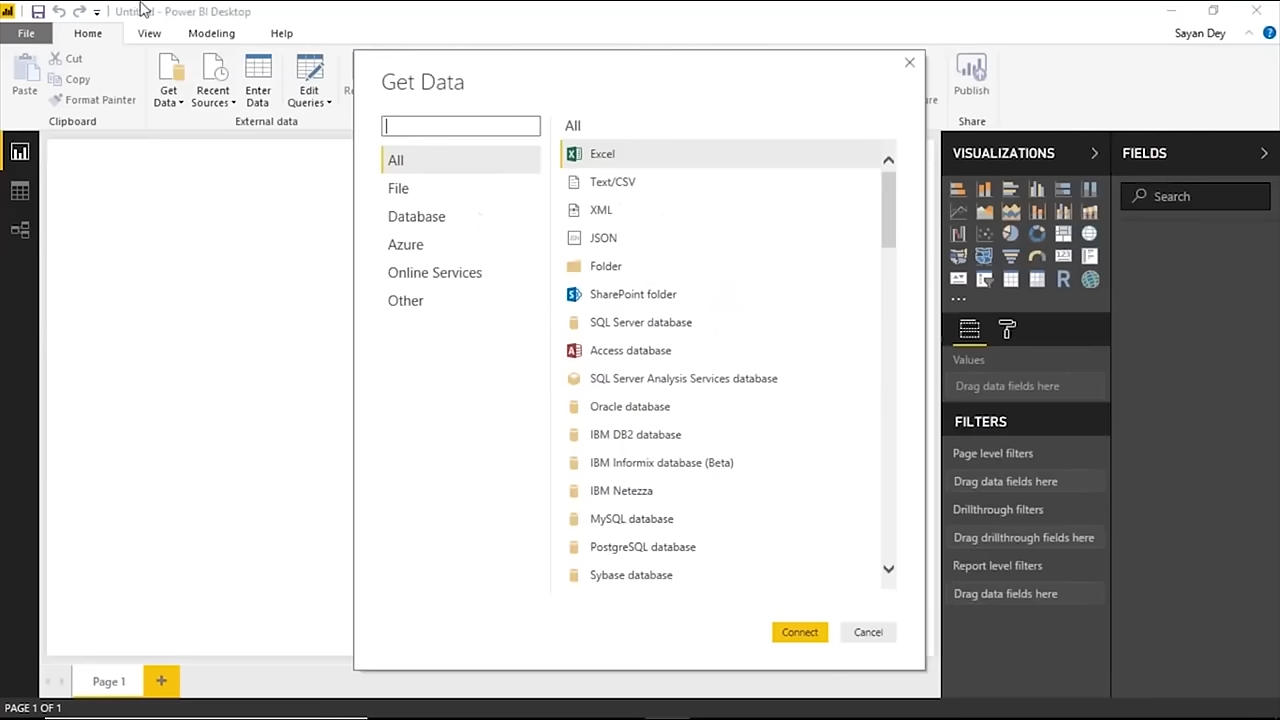 Untitled - Power BI Desktop
File
Home
View
Modeling
Help
Sayan Dey
Paste
Cut
Copy
Format Painter
Clipboard
Get Data
Recent Sources
Enter Data
Edit Queries
External data
Publish
Share
Get Data
All
File
Database
Azure
Online Services
Other
All
Excel
Text/CSV
XML
JSON
Folder
SharePoint folder
SQL Server database
Access database
SQL Server Analysis Services database
Oracle database
IBM DB2 database
IBM Informix database (Beta)
IBM Netezza
MySQL database
PostgreSQL database
Sybase database
Connect
Cancel
VISUALIZATIONS
Values
Drag data fields here
FILTERS
Page level filters
Drag data fields here
Drillthrough filters
Drag drillthrough fields here
Report level filters
Drag data fields here
FIELDS
Search
Page 1
PAGE 1 OF 1